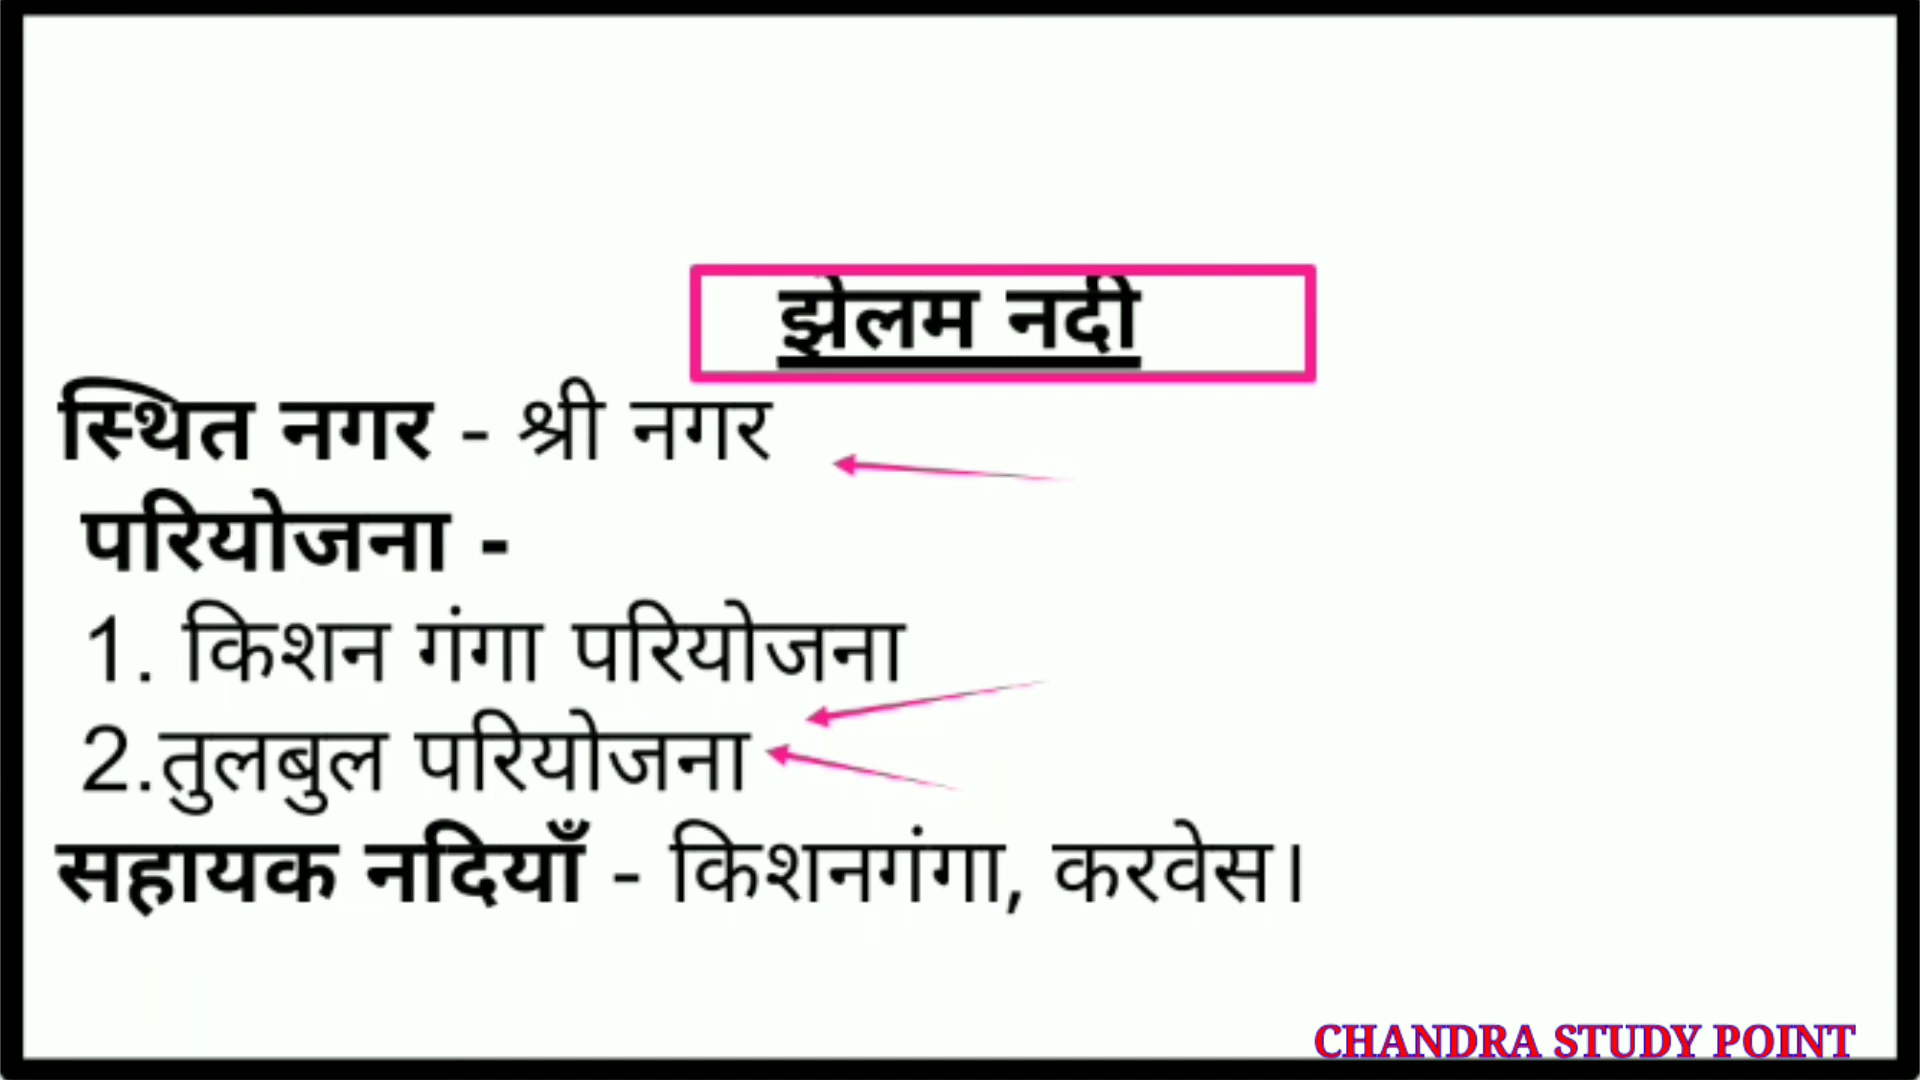 झेलम नदी
स्थित नगर - श्री नगर
परियोजना -
1. किशन गंगा परियोजना
2.तुलबुल परियोजना
सहायक नदियाँ - किशनगंगा, करवेस।
CHANDRA STUDY POINT